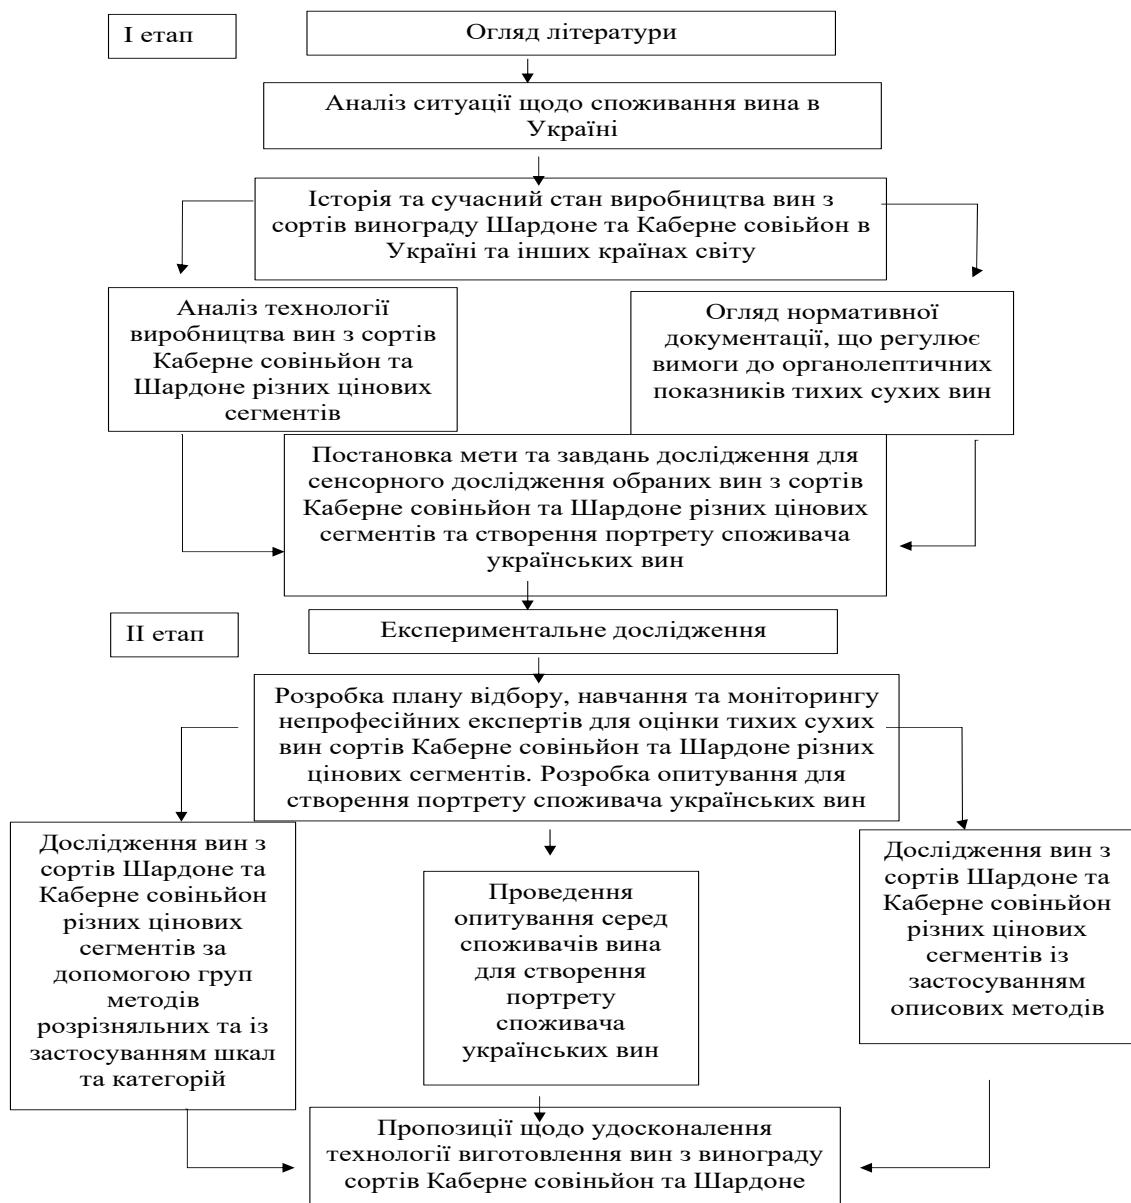 І етап
Огляд літератури
Аналіз ситуації щодо споживання вина в
Україні
Історія та сучасний стан виробництва вин з
сортів винограду Шардоне та Каберне совіьйон в
Україні та інших країнах світу
Аналіз технології
виробництва вин з сортів
Каберне совіньйон та
Шардоне різних цінових
сегментів
Огляд нормативної
документації, що регулює
вимоги до органолептичних
показників тихих сухих вин
Постановка мети та завдань дослідження для
сенсорного дослідження обраних вин з сортів
Каберне совіньйон та Шардоне різних цінових
сегментів та створення портрету споживача
українських вин
ІІ етап
Експериментальне дослідження
Розробка плану відбору, навчання та моніторингу
непрофесійних експертів для оцінки тихих сухих
вин сортів Каберне совіньйон та Шардоне різних
цінових сегментів. Розробка опитування для
створення портрету споживача українських вин
Дослідження вин з
сортів Шардоне та
Каберне совіньйон
різних цінових
сегментів за
допомогою груп
методів
розрізняльних та із
застосуванням шкал
та категорій
Проведення
опитування серед
споживачів вина
для створення
портрету
споживача
українських вин
Дослідження вин з
сортів Шардоне та
Каберне совіньйон
різних цінових
сегментів із
застосуванням
описових методів
Пропозиції щодо удосконалення
технології виготовлення вин з винограду
сортів Каберне совіньйон та Шардоне